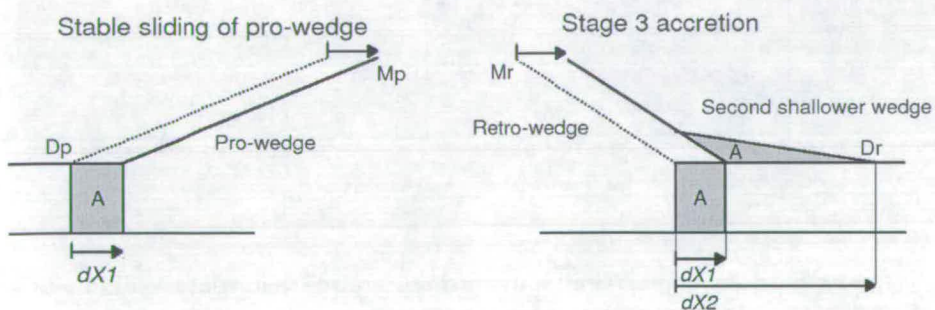 Stable sliding of pro-wedge
Mp
Dp
Pro-wedge
A
dX1
Stage 3 accretion
Mr
Second shallower wedge
Retro-wedge
A
Dr
A
dX1
dX2